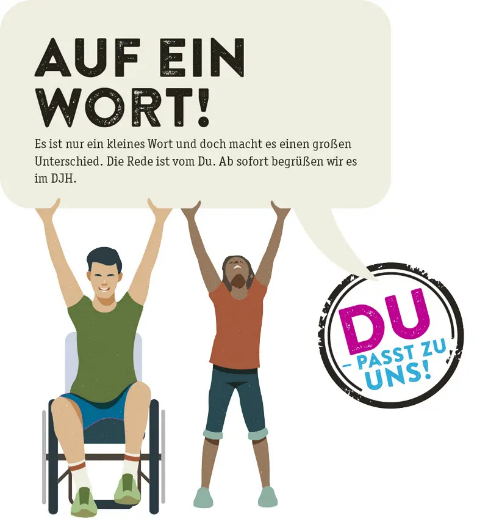 AUF EIN
WORT!
Es ist nur ein kleines Wort und doch macht es einen großen
Unterschied. Die Rede ist vom Du. Ab sofort begrüßen wir es
im DJH.
DU
– PASST ZU
UNS!